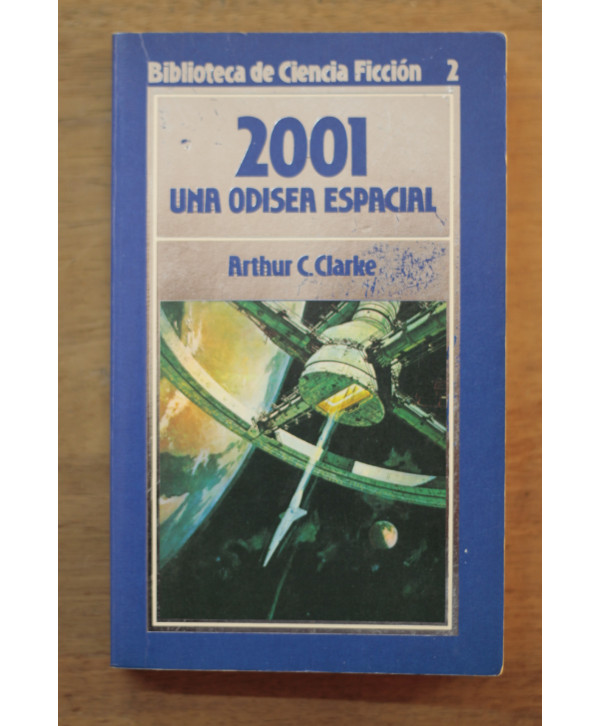 Biblioteca de Ciencia Ficción 2
2001
UNA ODISEA ESPACIAL
Arthur C. Clarke